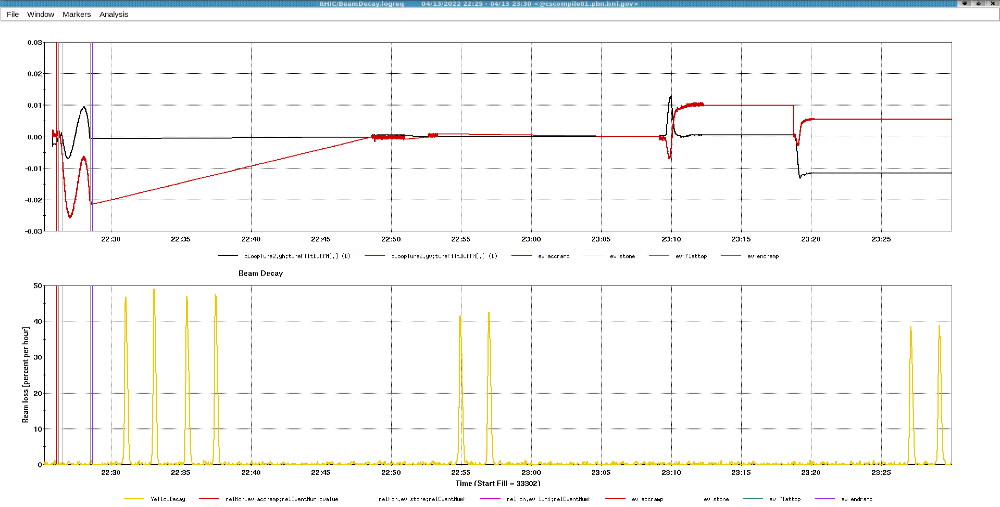 RHIC/BeamDecay.logreq 04/13/2022 22:25 - 04/13 23:30 <@cscompile01.pbn.bnl.gov>
File Window Markers Analysis
0.03
0.02
0.01
0.00
-0.01
-0.02
-0.03
22:30 22:35 22:40 22:45 22:50 22:55 23:00 23:05 23:10 23:15 23:20 23:25
qLoopTune2.yh:tuneFiltBuffM[.] (D) qLoopTune2.yv:tuneFiltBuffM[.] (D) ev-accramp ev-stone ev-flattop ev-endramp
Beam Decay
Beam loss [percent per hour]
50
40
30
20
10
0
22:30 22:35 22:40 22:45 22:50 22:55 23:00 23:05 23:10 23:15 23:20 23:25
Time (Start Fill = 33302)
YellowDecay relMon.ev-accramp:relEventNumM:value relMon.ev-stone:relEventNumM relMon.ev-lumi:relEventNumM ev-accramp ev-stone ev-flattop ev-endramp